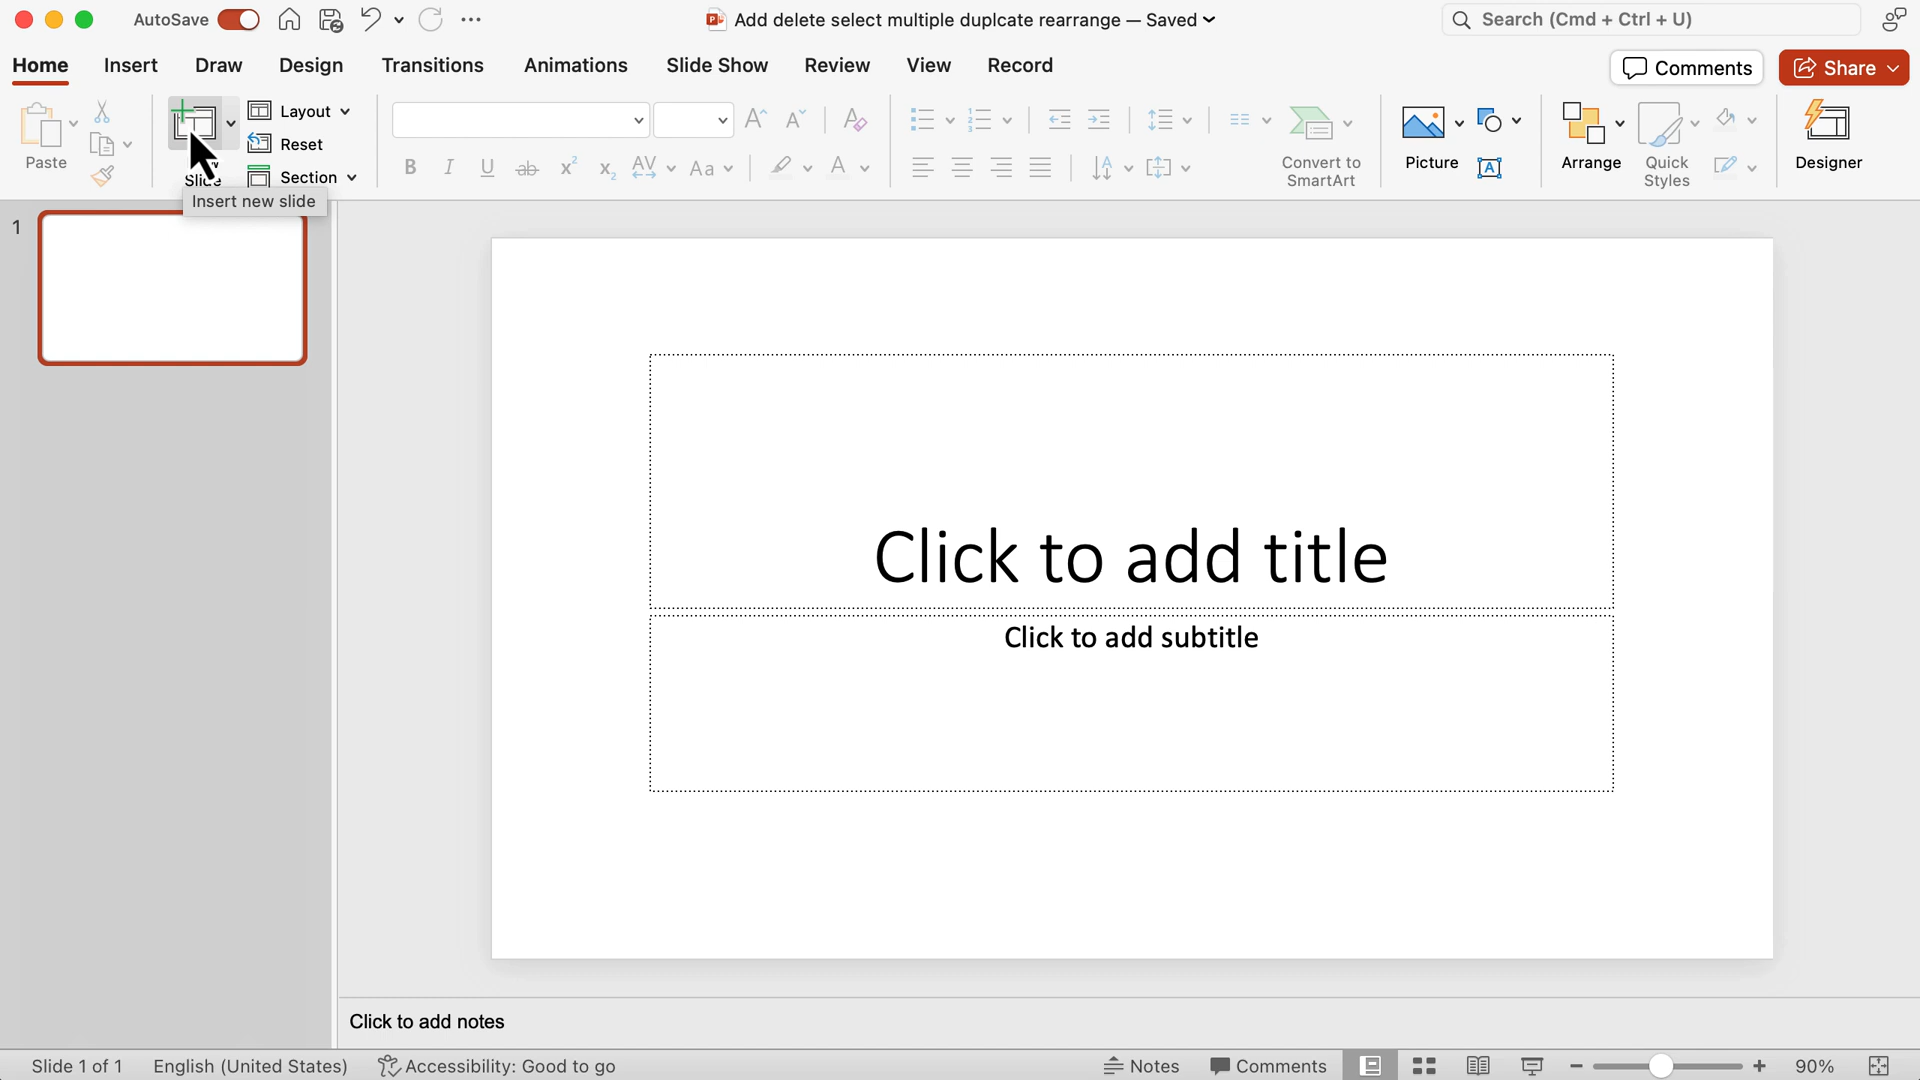 AutoSave
Add delete select multiple duplcate rearrange — Saved
Search (Cmd + Ctrl + U)
Home Insert Draw Design Transitions Animations Slide Show Review View Record
Comments Share
Paste
Slide
Layout
Reset
Section
Convert to
SmartArt
Picture
Arrange
Quick
Styles
Designer
Insert new slide
1
Click to add title
Click to add subtitle
Click to add notes
Slide 1 of 1 English (United States) Accessibility: Good to go Notes Comments 90%